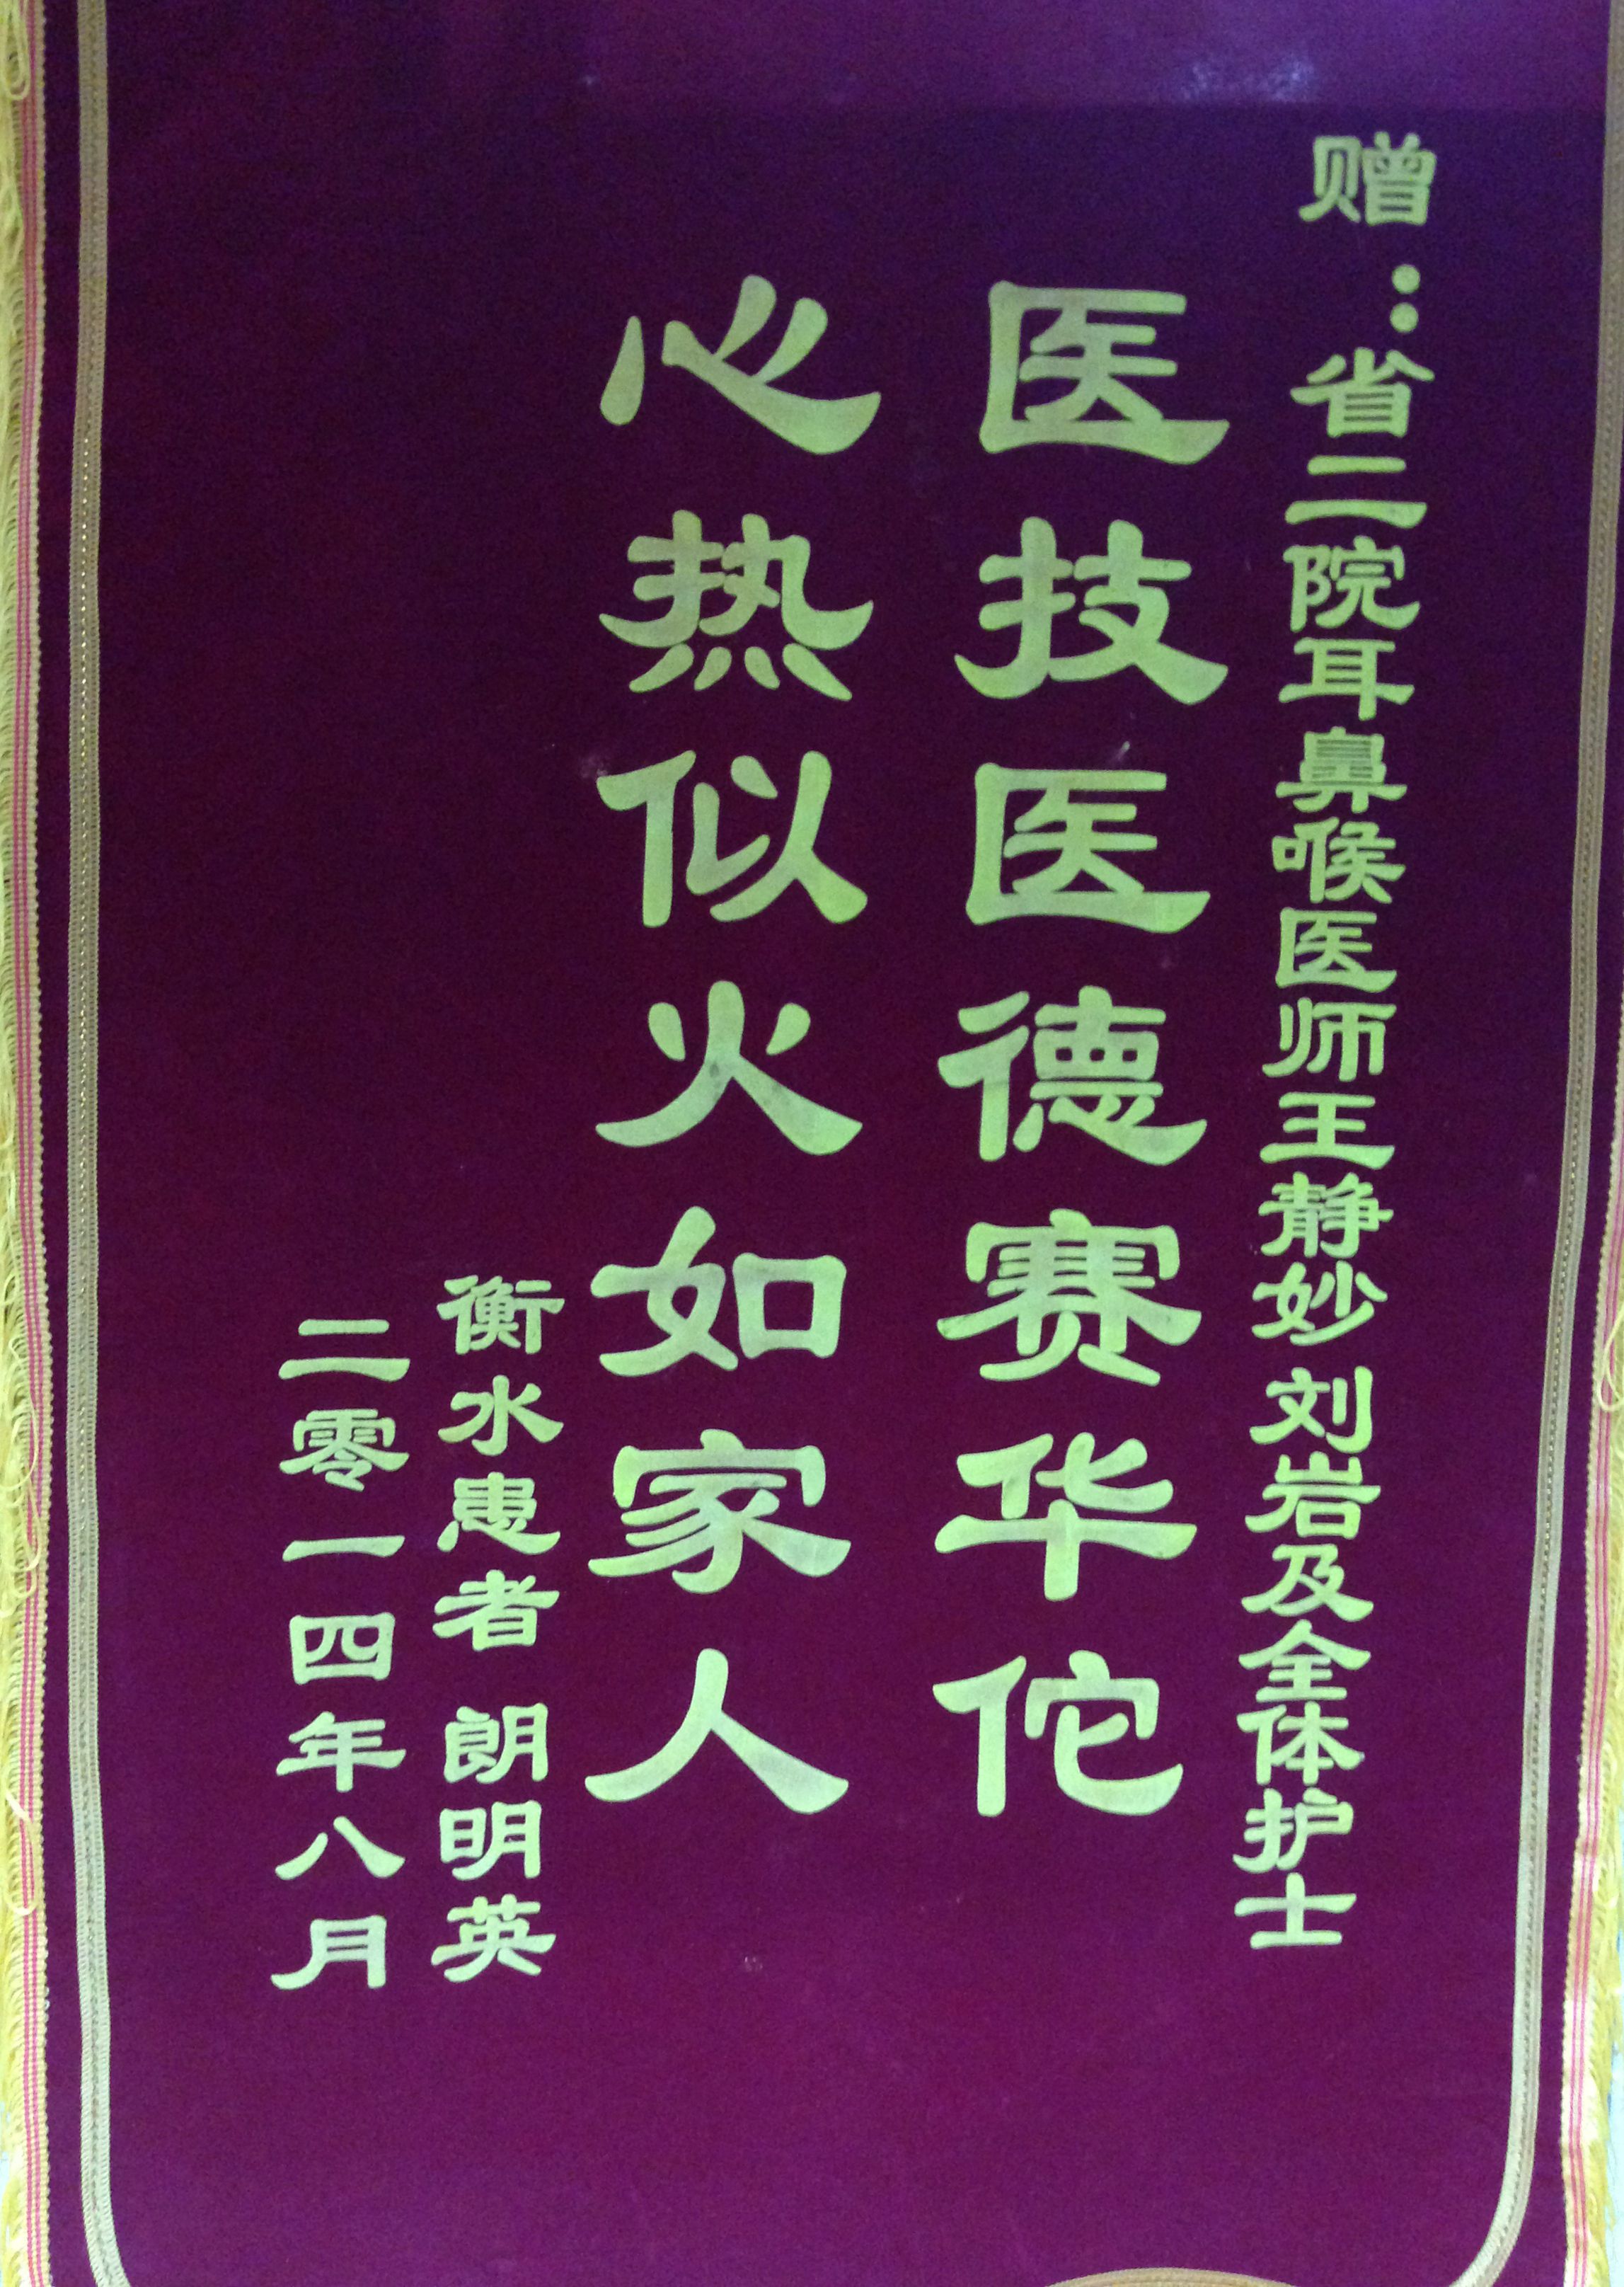 赠：省二院耳鼻喉医师王静妙 刘岩及全体护士
医技医德赛华佗
心热似火如家人
衡水患者 朗明英
二零一四年八月